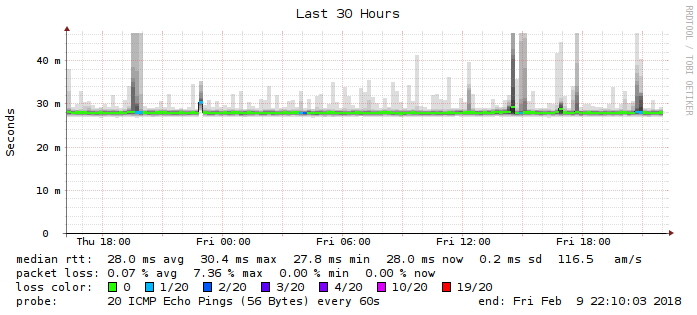 Last 30 Hours
RRDTOOL / TOBI OETIKER
Seconds
40 m
30 m
20 m
10 m
0
Thu 18:00 Fri 00:00 Fri 06:00 Fri 12:00 Fri 18:00
median rtt: 28.0 ms avg 30.4 ms max 27.8 ms min 28.0 ms now 0.2 ms sd 116.5 am/s
packet loss: 0.07 % avg 7.36 % max 0.00 % min 0.00 % now
loss color: 0 1/20 2/20 3/20 4/20 10/20 19/20
probe: 20 ICMP Echo Pings (56 Bytes) every 60s end: Fri Feb 9 22:10:03 2018